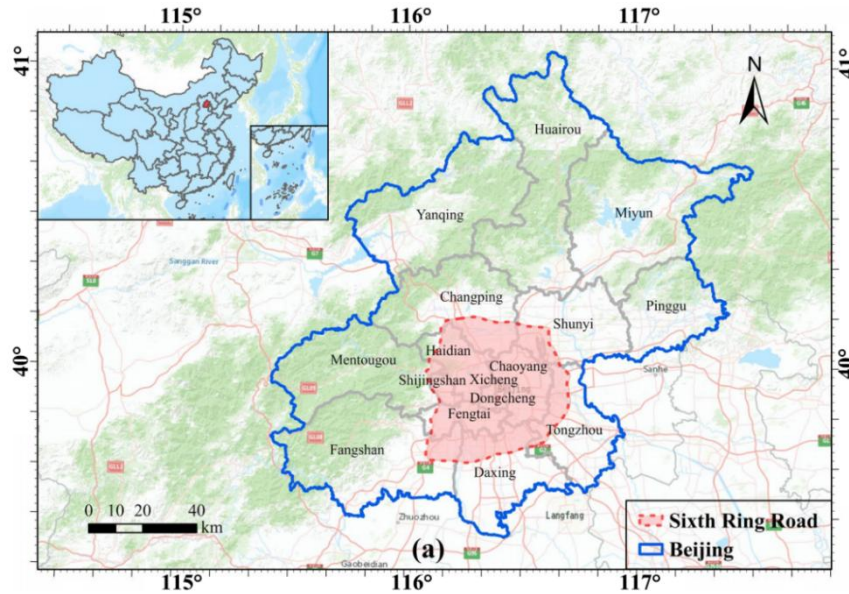 115°
116°
117°
41°
41°
N
Huairou
Yanqing
Miyun
Sanggan River
Changping
Pinggu
Shunyi
40°
40°
Haidian
Mentougou
Chaoyang
Sanhe
Shijingshan
Xicheng
Dongcheng
Fengtai
Tongzhou
Fangshan
Daxing
0 10 20 40
km
Zhuozhou
Langfang
Sixth Ring Road
(a)
Beijing
Gaobeidian
115°
116°
117°